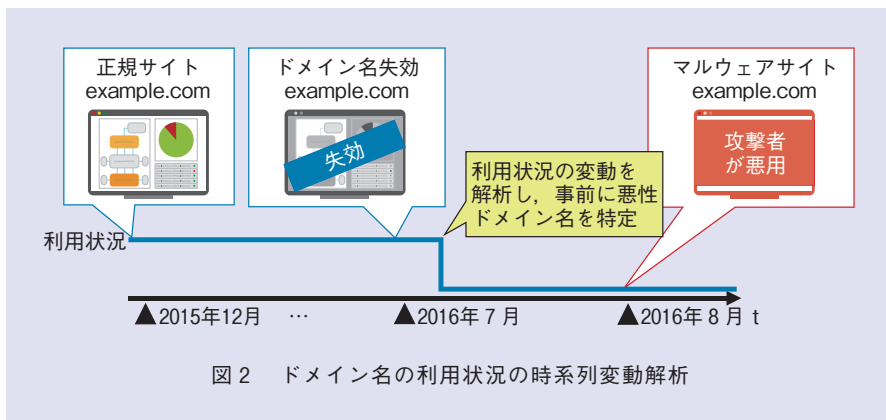 正規サイト
example.com
ドメイン名失効
example.com
失効
マルウェアサイト
example.com
攻撃者
が悪用
利用状況の変動を
解析し，事前に悪性
ドメイン名を特定
利用状況
▲2015年12月 … ▲2016年 7 月 ▲2016年 8 月 t
図 2 ドメイン名の利用状況の時系列変動解析